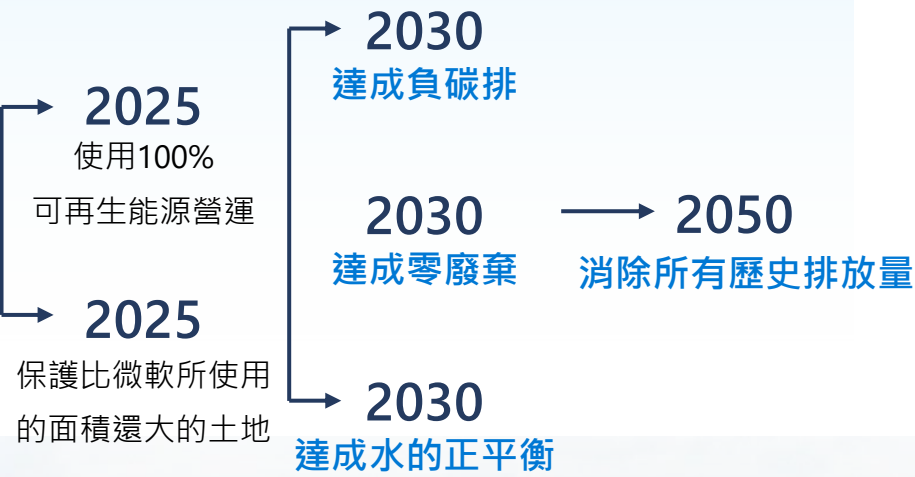 2025
使用100%
可再生能源營運
2025
保護比微軟所使用
的面積還大的土地
2030
達成負碳排
2030
達成零廢棄
2030
達成水的正平衡
2050
消除所有歷史排放量